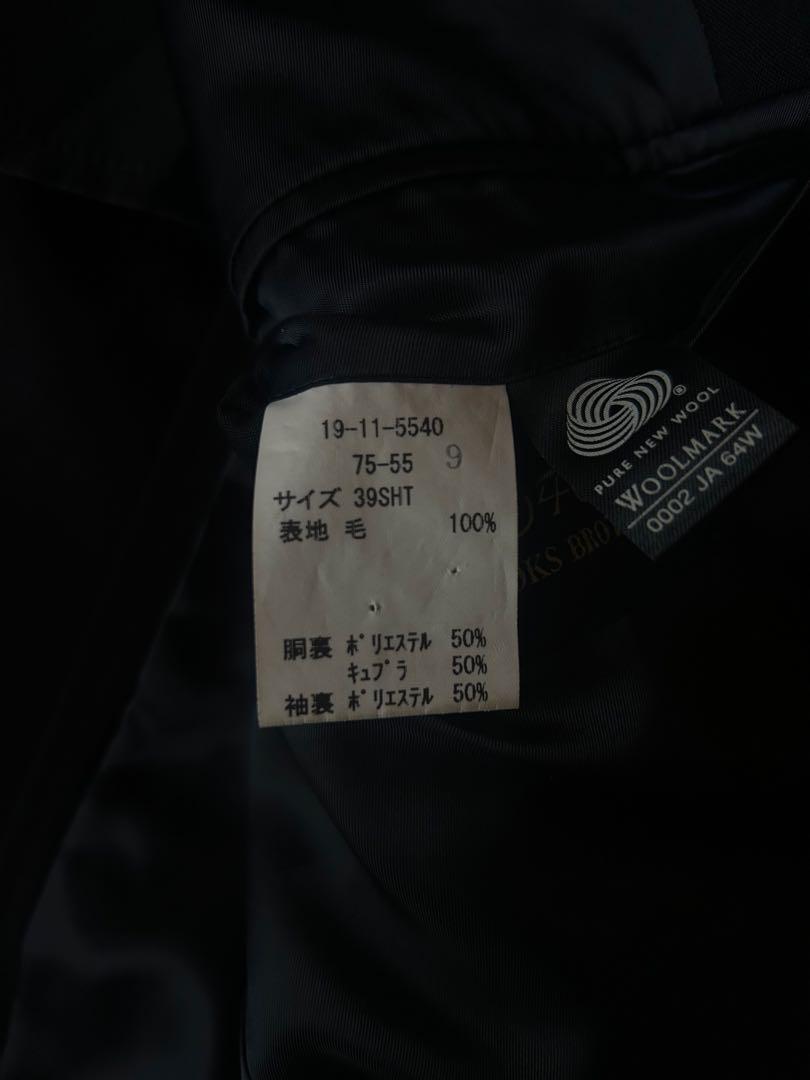 19-11-5540
75-55 9
サイズ 39SHT
表地 毛 100%
胴裏 ポリエステル 50%
キュプラ 50%
袖裏 ポリエステル 50%
®
PURE NEW WOOL
WOOLMARK
0002 JA 64W